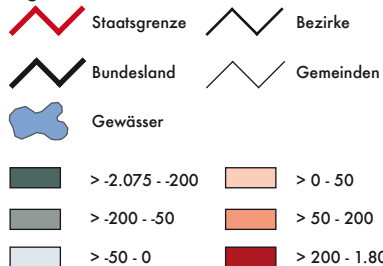 Staatsgrenze Bezirke
Bundesland Gemeinden
Gewässer
> -2.075 - -200 > 0 - 50
> -200 - -50 > 50 - 200
> -50 - 0 > 200 - 1.80